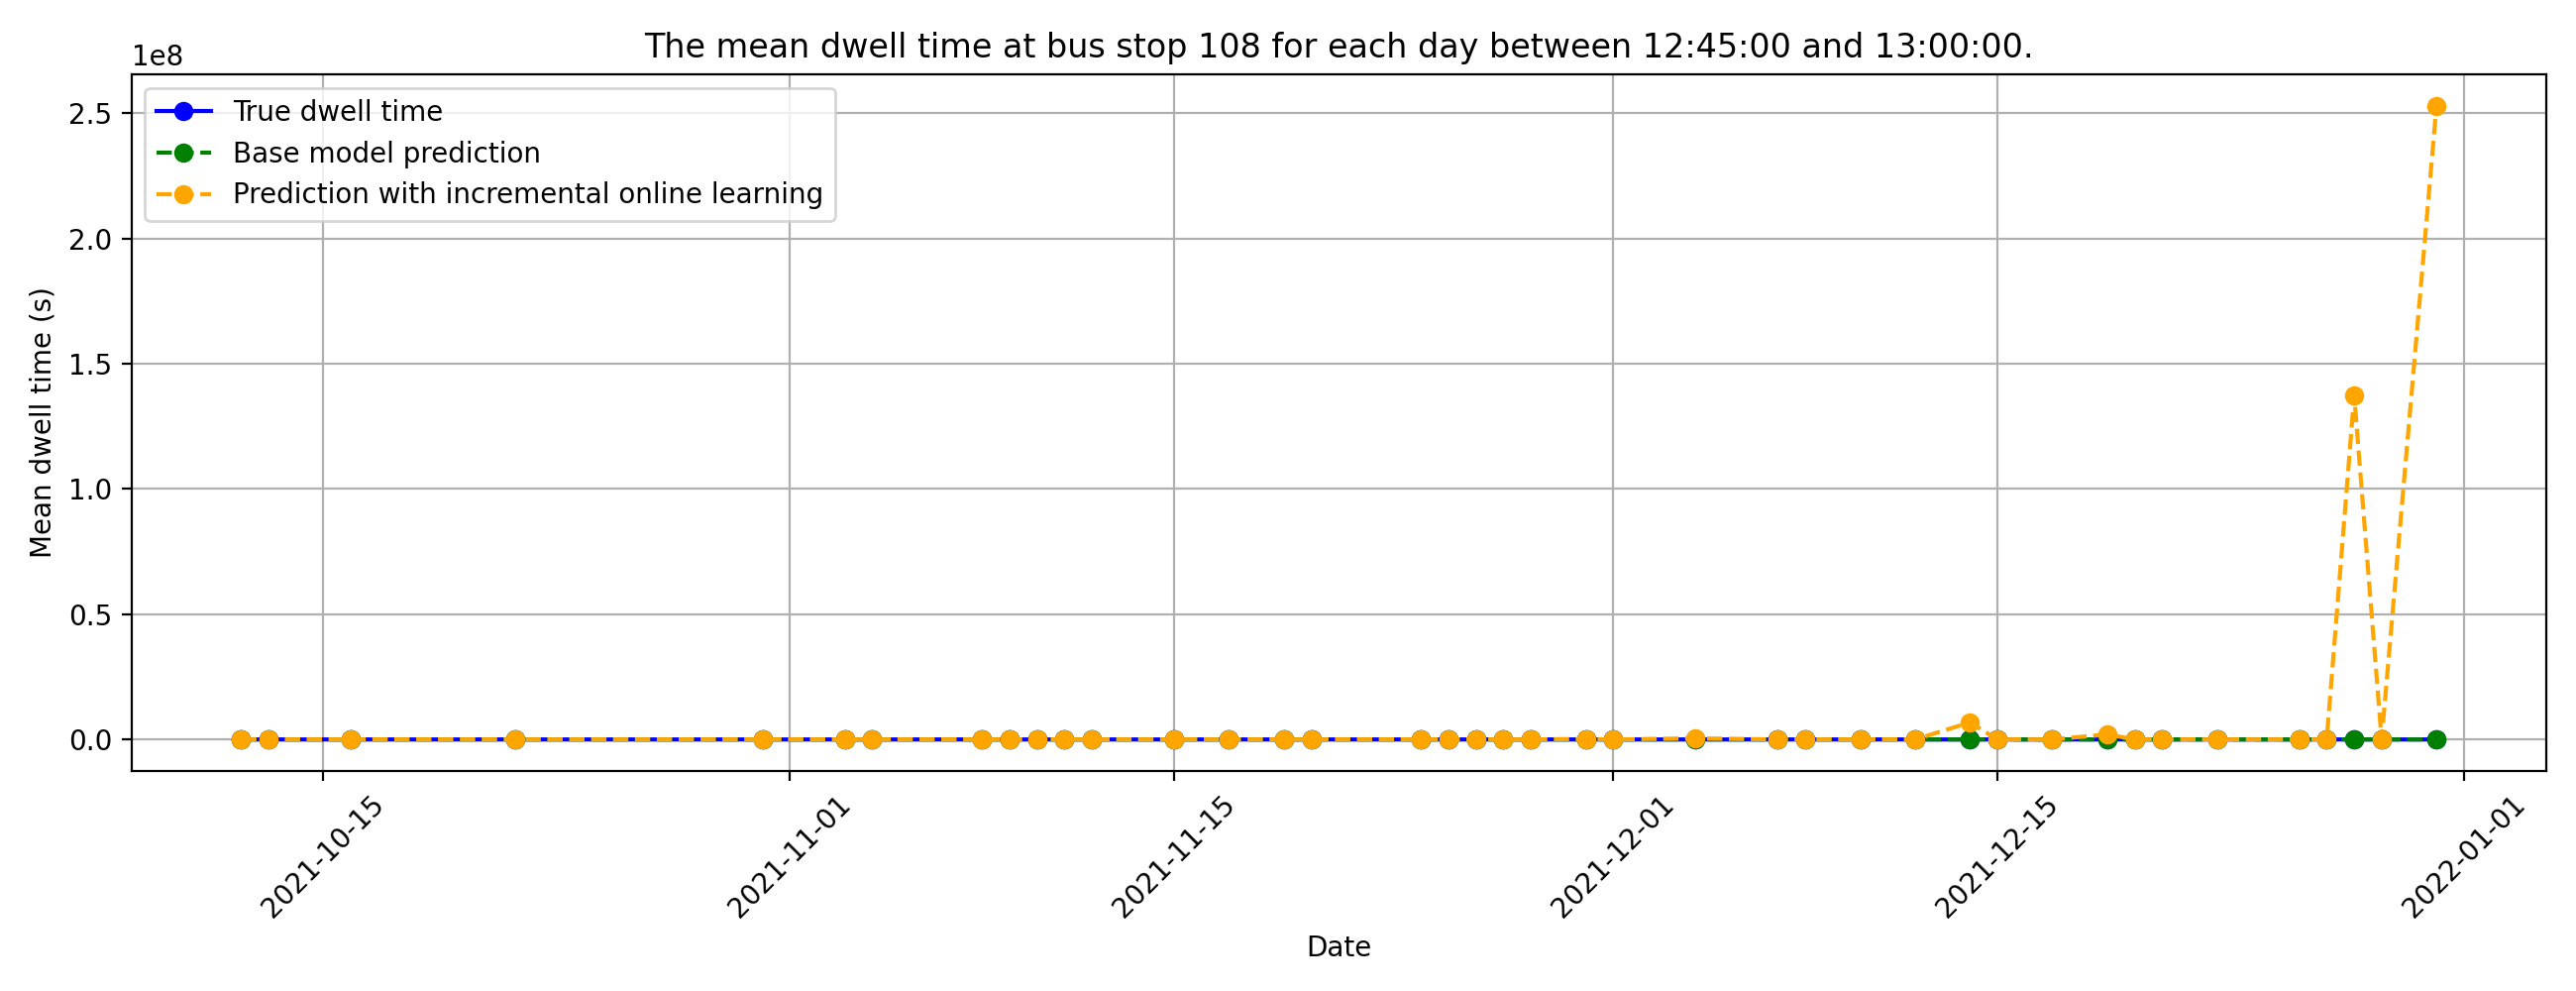 The mean dwell time at bus stop 108 for each day between 12:45:00 and 13:00:00.
1e8
True dwell time
Base model prediction
Prediction with incremental online learning
2.5
2.0
1.5
1.0
0.5
0.0
Mean dwell time (s)
2021-10-15
2021-11-01
2021-11-15
2021-12-01
2021-12-15
2022-01-01
Date